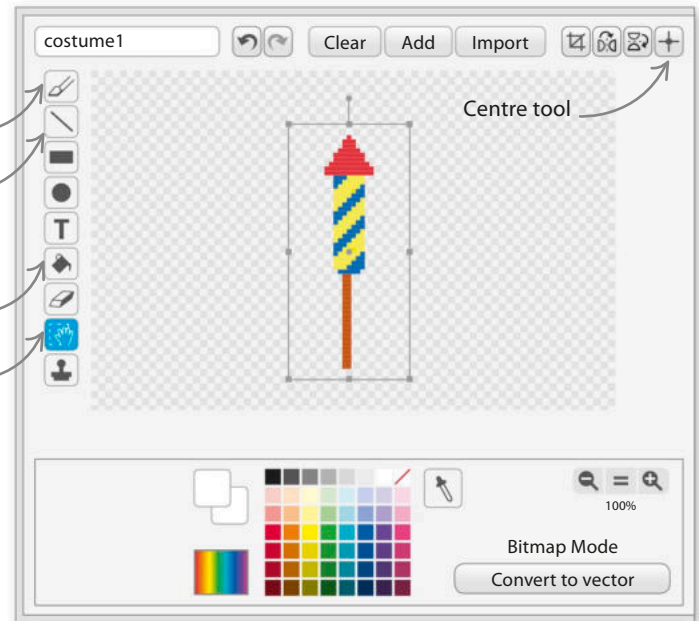 costume1
Clear
Add
Import
Centre tool
T
100%
Bitmap Mode
Convert to vector